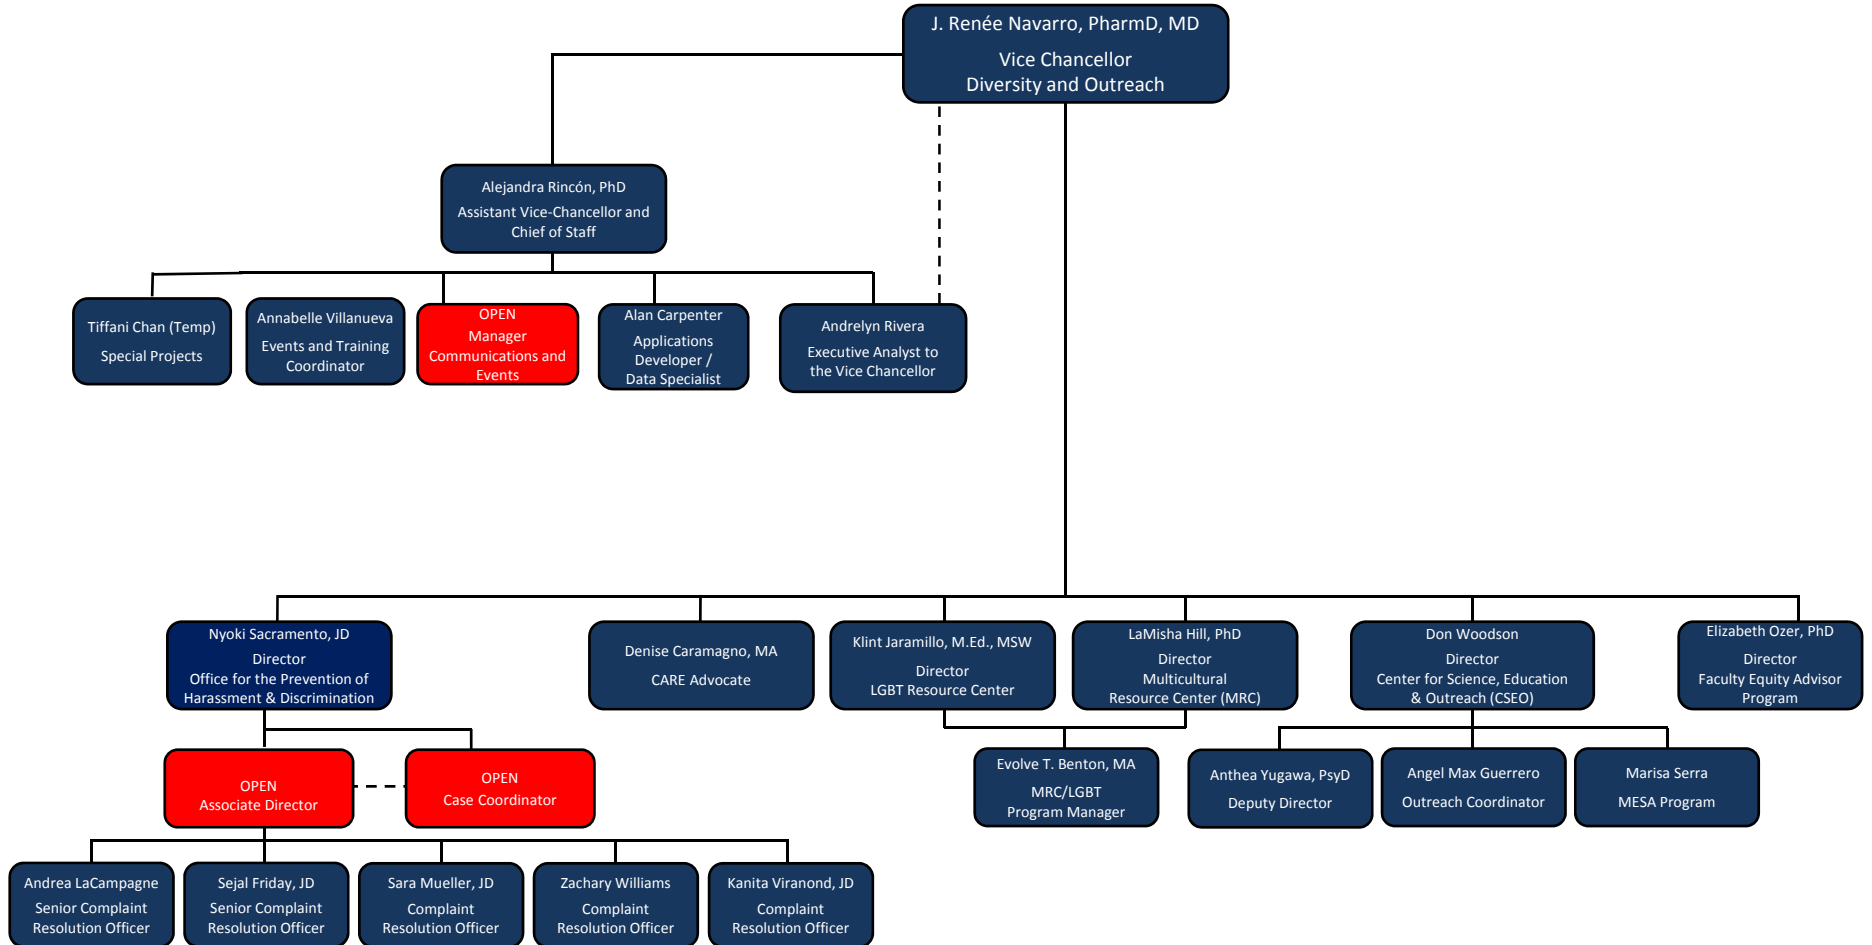 J. Renée Navarro, PharmD, MD
Vice Chancellor
Diversity and Outreach
Alejandra Rincón, PhD
Assistant Vice-Chancellor and
Chief of Staff
Tiffani Chan (Temp)
Special Projects
Annabelle Villanueva
Events and Training
Coordinator
OPEN
Manager
Communications and
Events
Alan Carpenter
Applications
Developer /
Data Specialist
Andrelyn Rivera
Executive Analyst to
the Vice Chancellor
Nyoki Sacramento, JD
Director
Office for the Prevention of
Harassment & Discrimination
Denise Caramagno, MA
CARE Advocate
Klint Jaramillo, M.Ed., MSW
Director
LGBT Resource Center
LaMisha Hill, PhD
Director
Multicultural
Resource Center (MRC)
Don Woodson
Director
Center for Science, Education
& Outreach (CSEO)
Elizabeth Ozer, PhD
Director
Faculty Equity Advisor
Program
OPEN
Associate Director
OPEN
Case Coordinator
Evolve T. Benton, MA
MRC/LGBT
Program Manager
Anthea Yugawa, PsyD
Deputy Director
Angel Max Guerrero
Outreach Coordinator
Marisa Serra
MESA Program
Andrea LaCampagne
Senior Complaint
Resolution Officer
Sejal Friday, JD
Senior Complaint
Resolution Officer
Sara Mueller, JD
Complaint
Resolution Officer
Zachary Williams
Complaint
Resolution Officer
Kanita Viranond, JD
Complaint
Resolution Officer